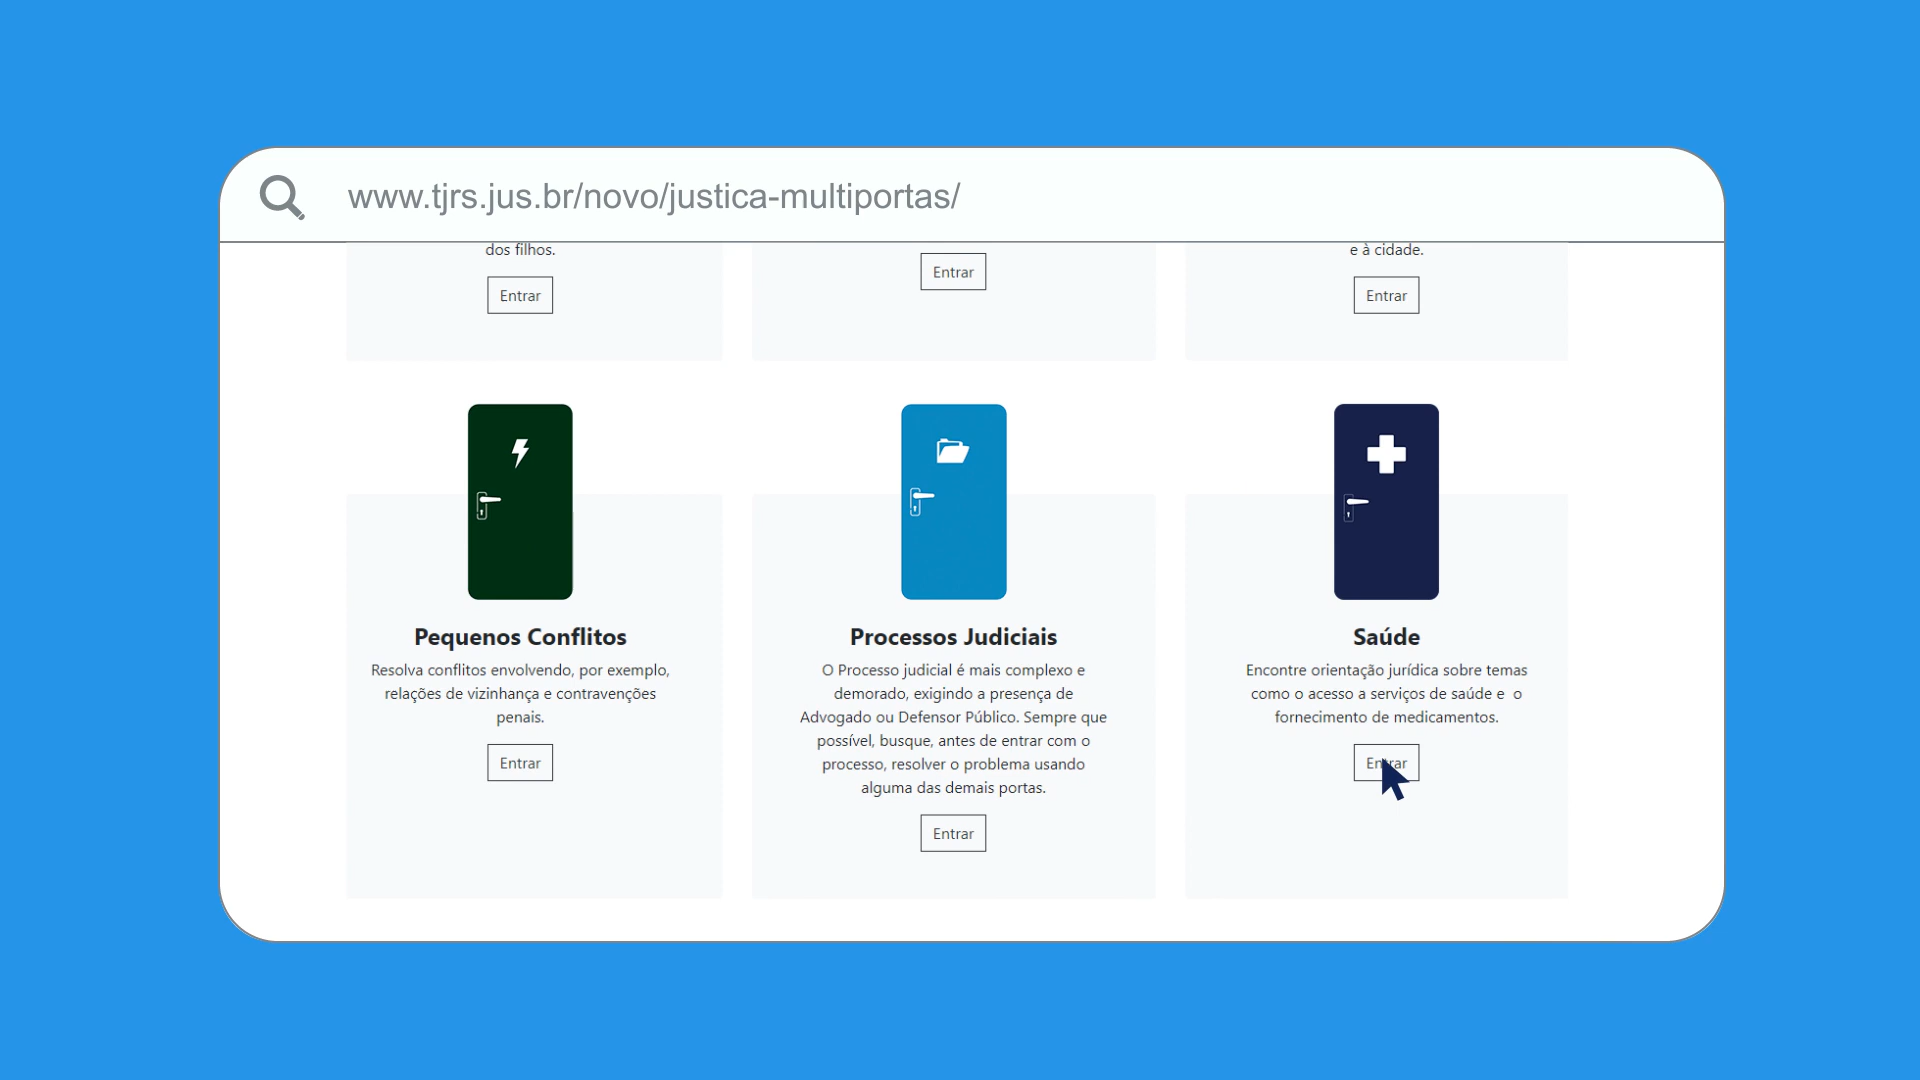 www.tjrs.jus.br/novo/justica-multiportas/
dos filhos.
Entrar
Entrar
e à cidade.
Entrar
Pequenos Conflitos
Resolva conflitos envolvendo, por exemplo,
relações de vizinhança e contravenções
penais.
Entrar
Processos Judiciais
O Processo judicial é mais complexo e
demorado, exigindo a presença de
Advogado ou Defensor Público. Sempre que
possível, busque, antes de entrar com o
processo, resolver o problema usando
alguma das demais portas.
Entrar
Saúde
Encontre orientação jurídica sobre temas
como o acesso a serviços de saúde e o
fornecimento de medicamentos.
Entrar